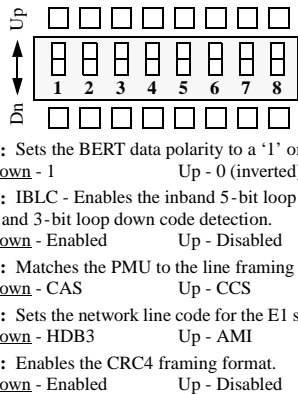 Up
Dn
1 2 3 4 5 6 7 8
: Sets the BERT data polarity to a ‘1’ or
own - 1 Up - 0 (inverted)
: IBLC - Enables the inband 5-bit loop
and 3-bit loop down code detection.
own - Enabled Up - Disabled
: Matches the PMU to the line framing
own - CAS Up - CCS
: Sets the network line code for the E1 s
own - HDB3 Up - AMI
: Enables the CRC4 framing format.
own - Enabled Up - Disabled